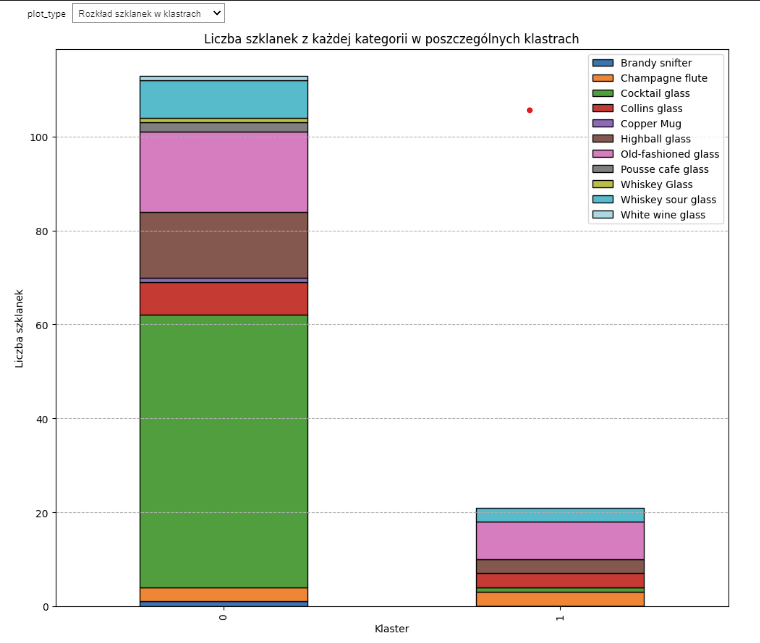 plot_type Rozkład szklanek w klastrach
Liczba szklanek z każdej kategorii w poszczególnych klastrach
Brandy snifter
Champagne flute
Cocktail glass
Collins glass
Copper Mug
Highball glass
Old-fashioned glass
Pousse cafe glass
Whiskey Glass
Whiskey sour glass
White wine glass
Liczba szklanek
100
80
60
40
20
0
0
1
Klaster